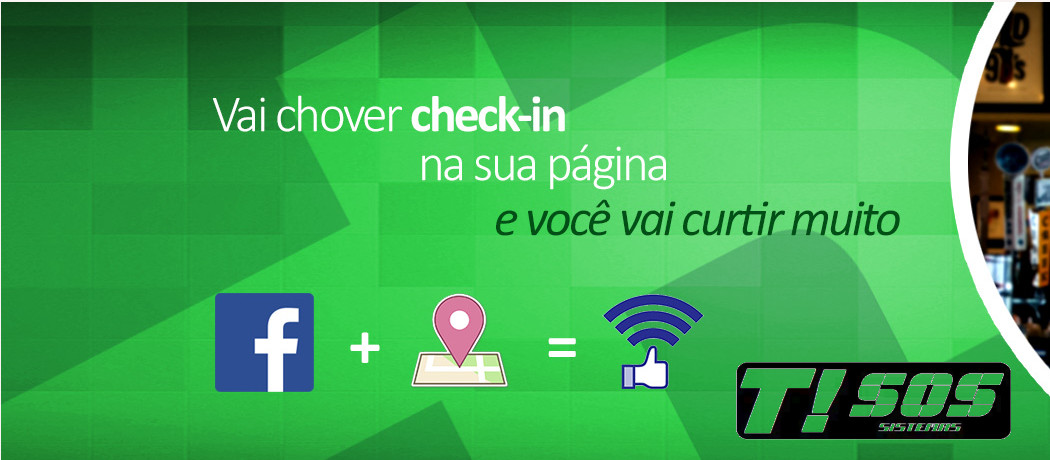 Vai chover check-in
na sua página
e você vai curtir muito
f + =
T! SOS
SISTEMAS